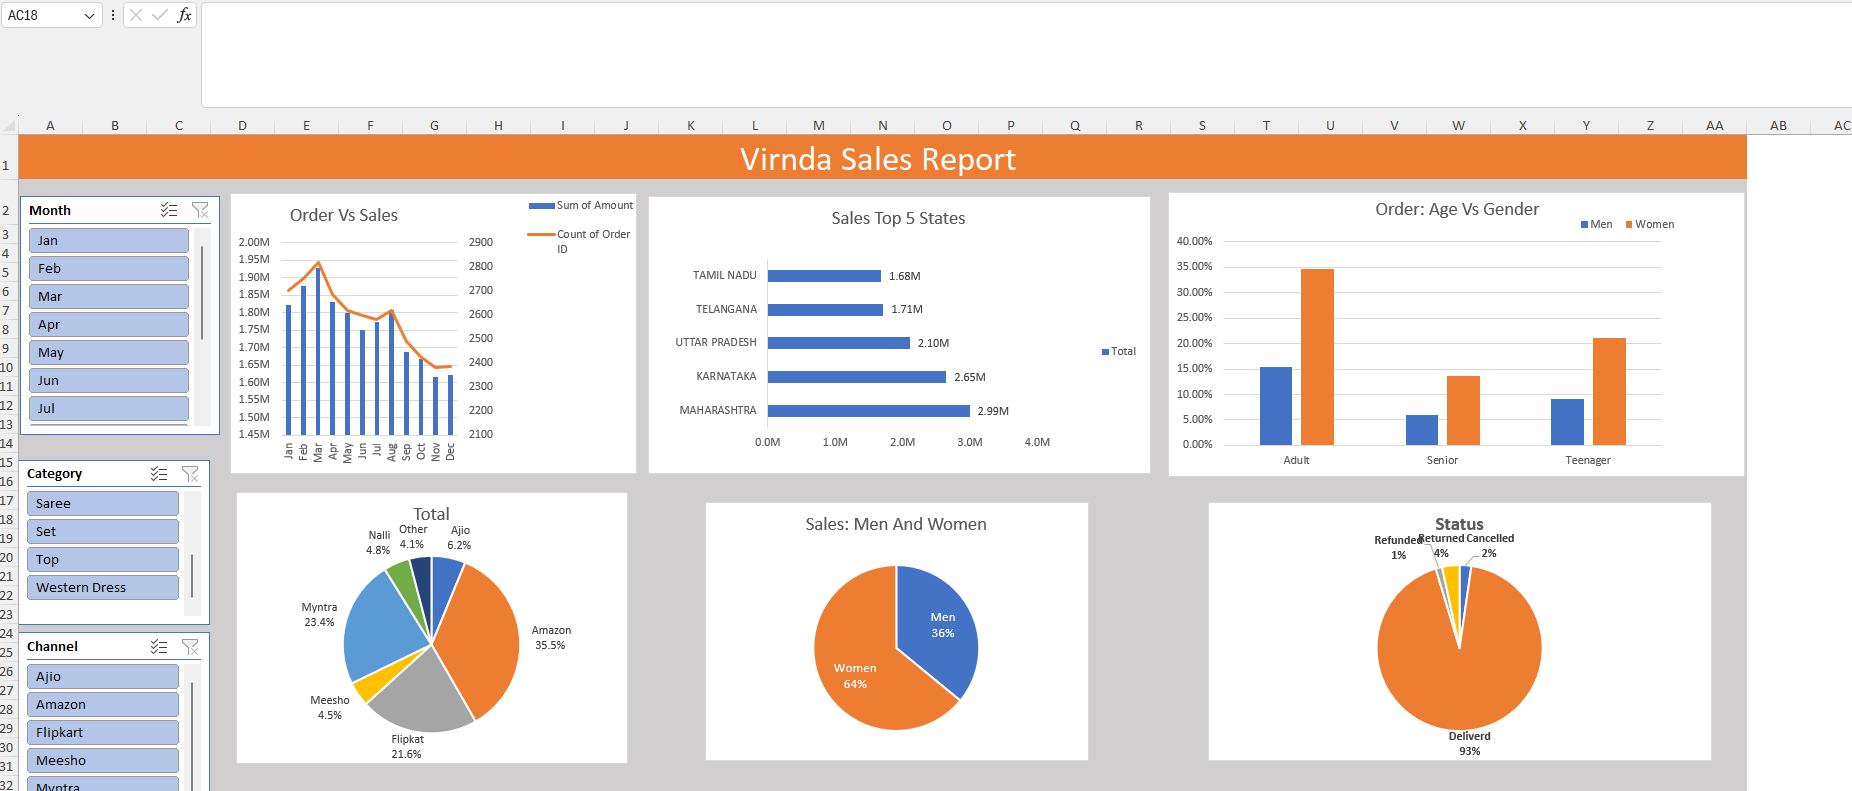 AC18
fx
A B C D E F G H I J K L M N O P Q R S T U V W X Y Z AA AB AC
1
2
3
4
5
6
7
8
9
10
11
12
13
14
15
16
17
18
19
20
21
22
23
24
25
26
27
28
29
30
31
32
Virnda Sales Report
Month
Jan
Feb
Mar
Apr
May
Jun
Jul
Category
Saree
Set
Top
Western Dress
Channel
Ajio
Amazon
Flipkart
Meesho
Myntra
Order Vs Sales
Sum of Amount
Count of Order
ID
2.00M
1.95M
1.90M
1.85M
1.80M
1.75M
1.70M
1.65M
1.60M
1.55M
1.50M
1.45M
2900
2800
2700
2600
2500
2400
2300
2200
2100
Jan Feb Mar Apr May Jun Jul Aug Sep Oct Nov Dec
Sales Top 5 States
TAMIL NADU 1.68M
TELANGANA 1.71M
UTTAR PRADESH 2.10M
KARNATAKA 2.65M
MAHARASHTRA 2.99M
0.0M 1.0M 2.0M 3.0M 4.0M
Total
Order: Age Vs Gender
Men Women
40.00%
35.00%
30.00%
25.00%
20.00%
15.00%
10.00%
5.00%
0.00%
Adult Senior Teenager
Total
Ajio
6.2%
Amazon
35.5%
Flipkat
21.6%
Meesho
4.5%
Myntra
23.4%
Nalli
4.8%
Other
4.1%
Sales: Men And Women
Men
36%
Women
64%
Status
Refunded
1%
Returned
4%
Cancelled
2%
Deliverd
93%